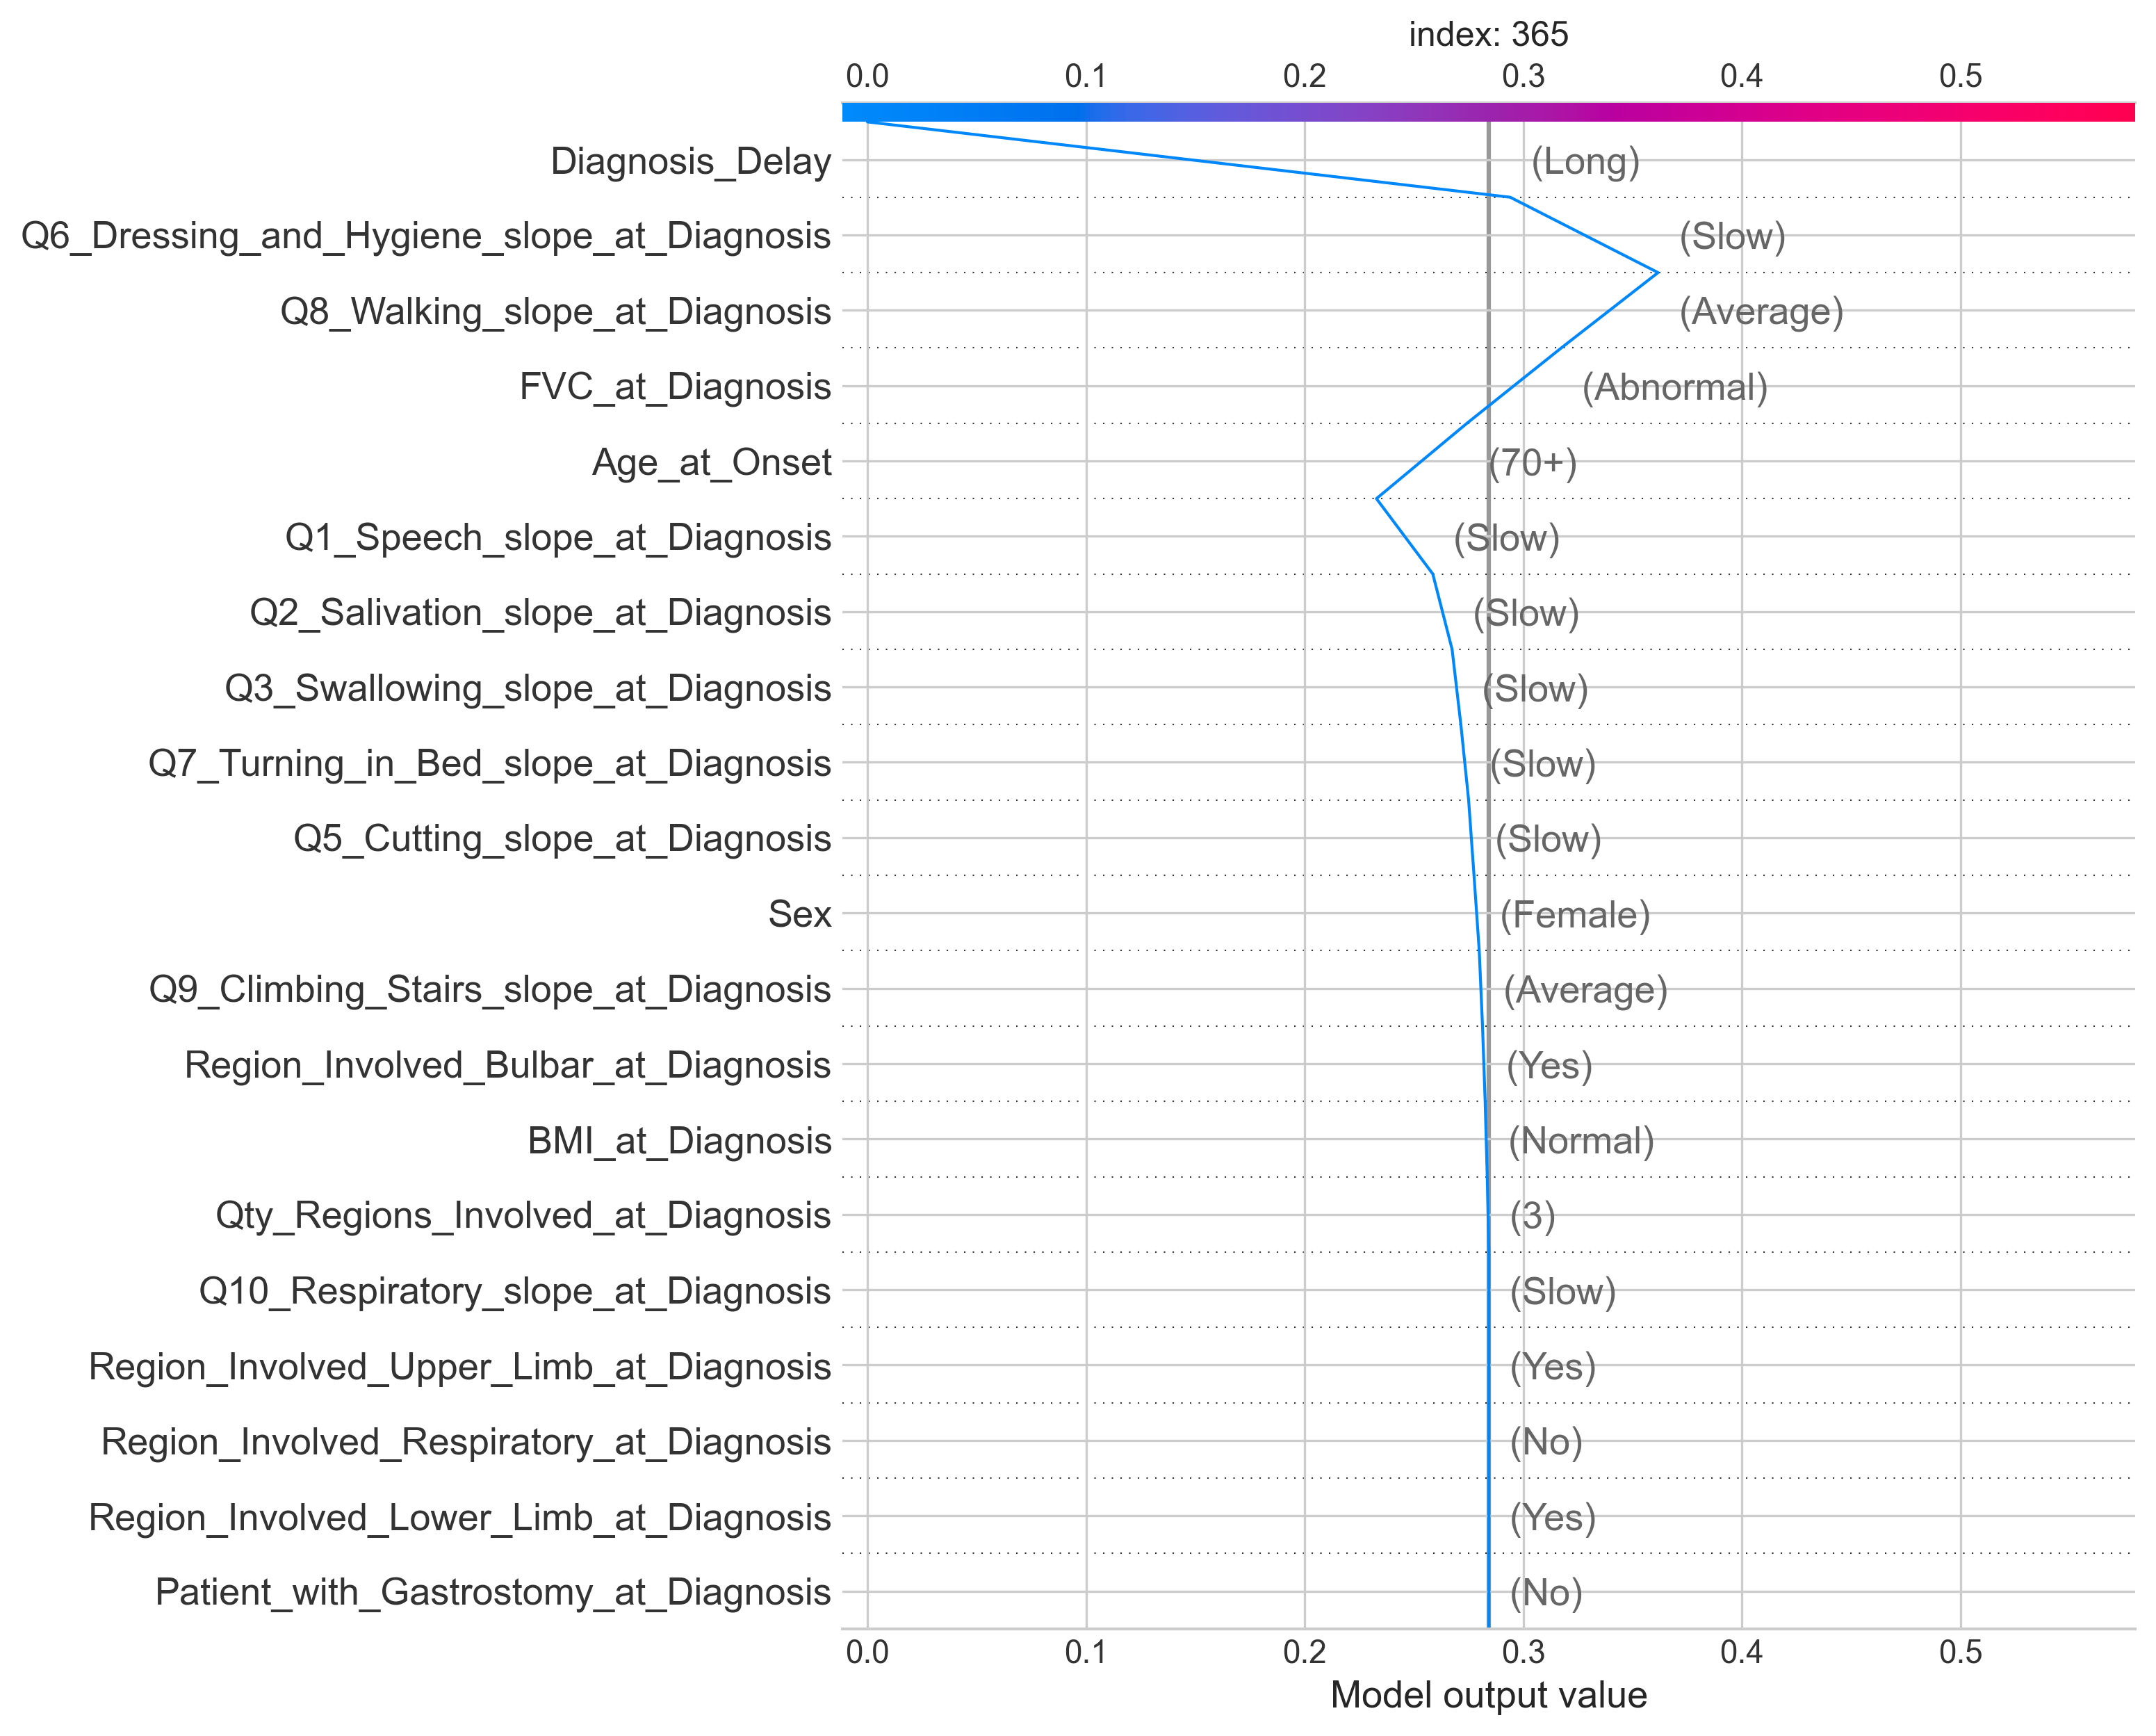 index: 365
0.0 0.1 0.2 0.3 0.4 0.5
Diagnosis_Delay (Long)
Q6_Dressing_and_Hygiene_slope_at_Diagnosis (Slow)
Q8_Walking_slope_at_Diagnosis (Average)
FVC_at_Diagnosis (Abnormal)
Age_at_Onset (70+)
Q1_Speech_slope_at_Diagnosis (Slow)
Q2_Salivation_slope_at_Diagnosis (Slow)
Q3_Swallowing_slope_at_Diagnosis (Slow)
Q7_Turning_in_Bed_slope_at_Diagnosis (Slow)
Q5_Cutting_slope_at_Diagnosis (Slow)
Sex (Female)
Q9_Climbing_Stairs_slope_at_Diagnosis (Average)
Region_Involved_Bulbar_at_Diagnosis (Yes)
BMI_at_Diagnosis (Normal)
Qty_Regions_Involved_at_Diagnosis (3)
Q10_Respiratory_slope_at_Diagnosis (Slow)
Region_Involved_Upper_Limb_at_Diagnosis (Yes)
Region_Involved_Respiratory_at_Diagnosis (No)
Region_Involved_Lower_Limb_at_Diagnosis (Yes)
Patient_with_Gastrostomy_at_Diagnosis (No)
0.0 0.1 0.2 0.3 0.4 0.5
Model output value